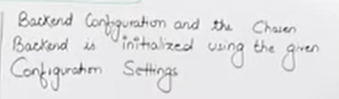 Backend Configuration and the Chosen
Backend is initialized using the given
Configuration Settings